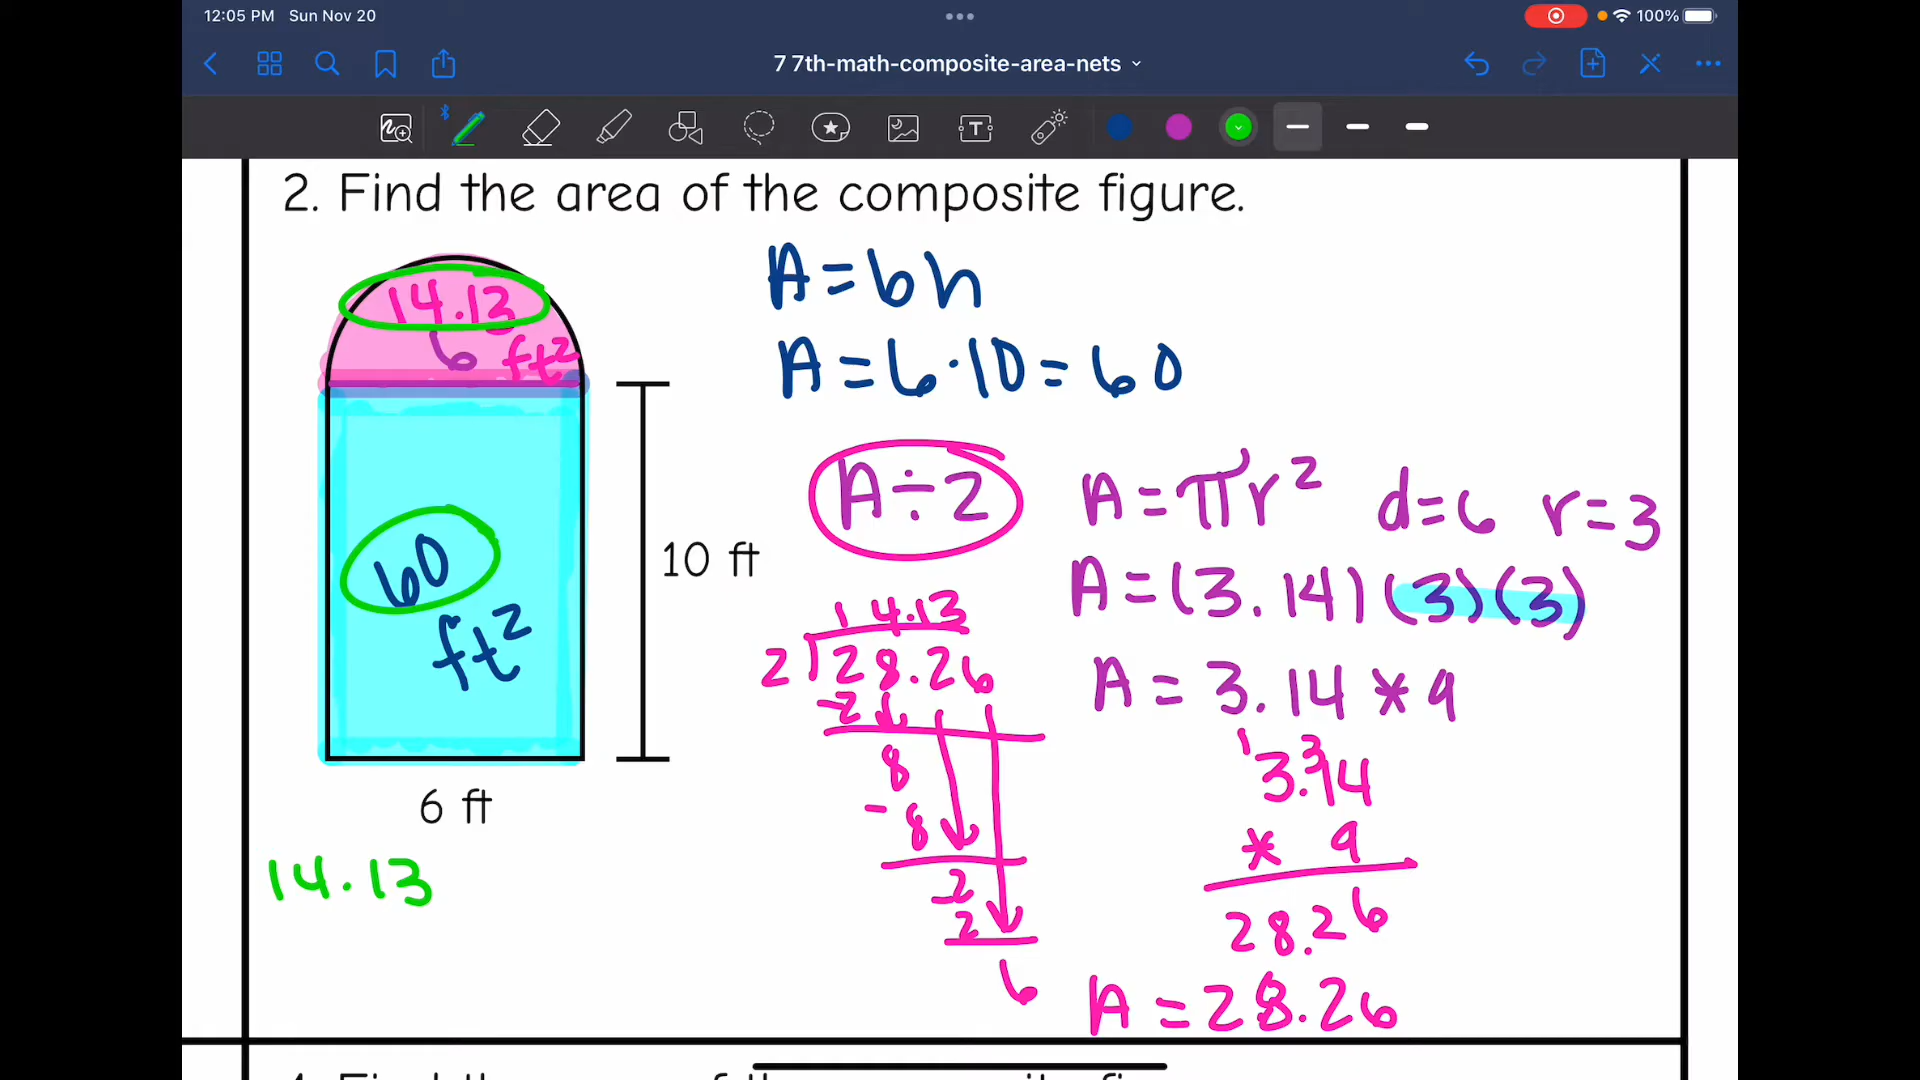 12:05 PM Sun Nov 20
100%
7 7th-math-composite-area-nets
T
2. Find the area of the composite figure.
14.13
6 ft²
60
ft²
10 ft
6 ft
14.13
A = bh
A = 6 · 10 = 60
A ÷ 2
A = πr² d=6 r=3
A = (3.14)(3)(3)
A = 3.14 * 9
14.13
2 28.26
-2
8
- 8
2
- 2
6
1 3
3.14
* 9
28.26
A = 28.26